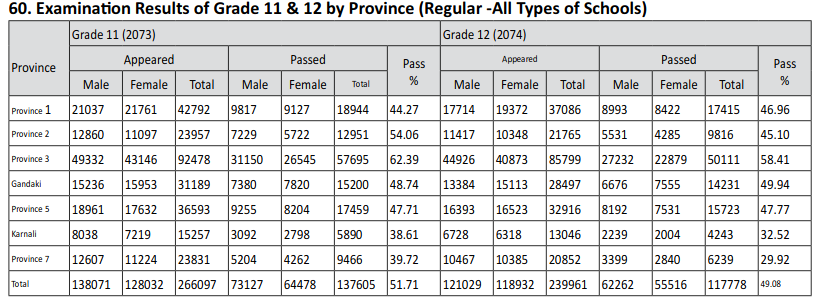 60. Examination Results of Grade 11 & 12 by Province (Regular -All Types of Schools)
Province Grade 11 (2073) Grade 12 (2074)
Appeared Passed Pass % Appeared Passed Pass %
Male Female Total Male Female Total Male Female Total Male Female Total
Province 1 21037 21761 42792 9817 9127 18944 44.27 17714 19372 37086 8993 8422 17415 46.96
Province 2 12860 11097 23957 7229 5722 12951 54.06 11417 10348 21765 5531 4285 9816 45.10
Province 3 49332 43146 92478 31150 26545 57695 62.39 44926 40873 85799 27232 22879 50111 58.41
Gandaki 15236 15953 31189 7380 7820 15200 48.74 13384 15113 28497 6676 7555 14231 49.94
Province 5 18961 17632 36593 9255 8204 17459 47.71 16393 16523 32916 8192 7531 15723 47.77
Karnali 8038 7219 15257 3092 2798 5890 38.61 6728 6318 13046 2239 2004 4243 32.52
Province 7 12607 11224 23831 5204 4262 9466 39.72 10467 10385 20852 3399 2840 6239 29.92
Total 138071 128032 266097 73127 64478 137605 51.71 121029 118932 239961 62262 55516 117778 49.08